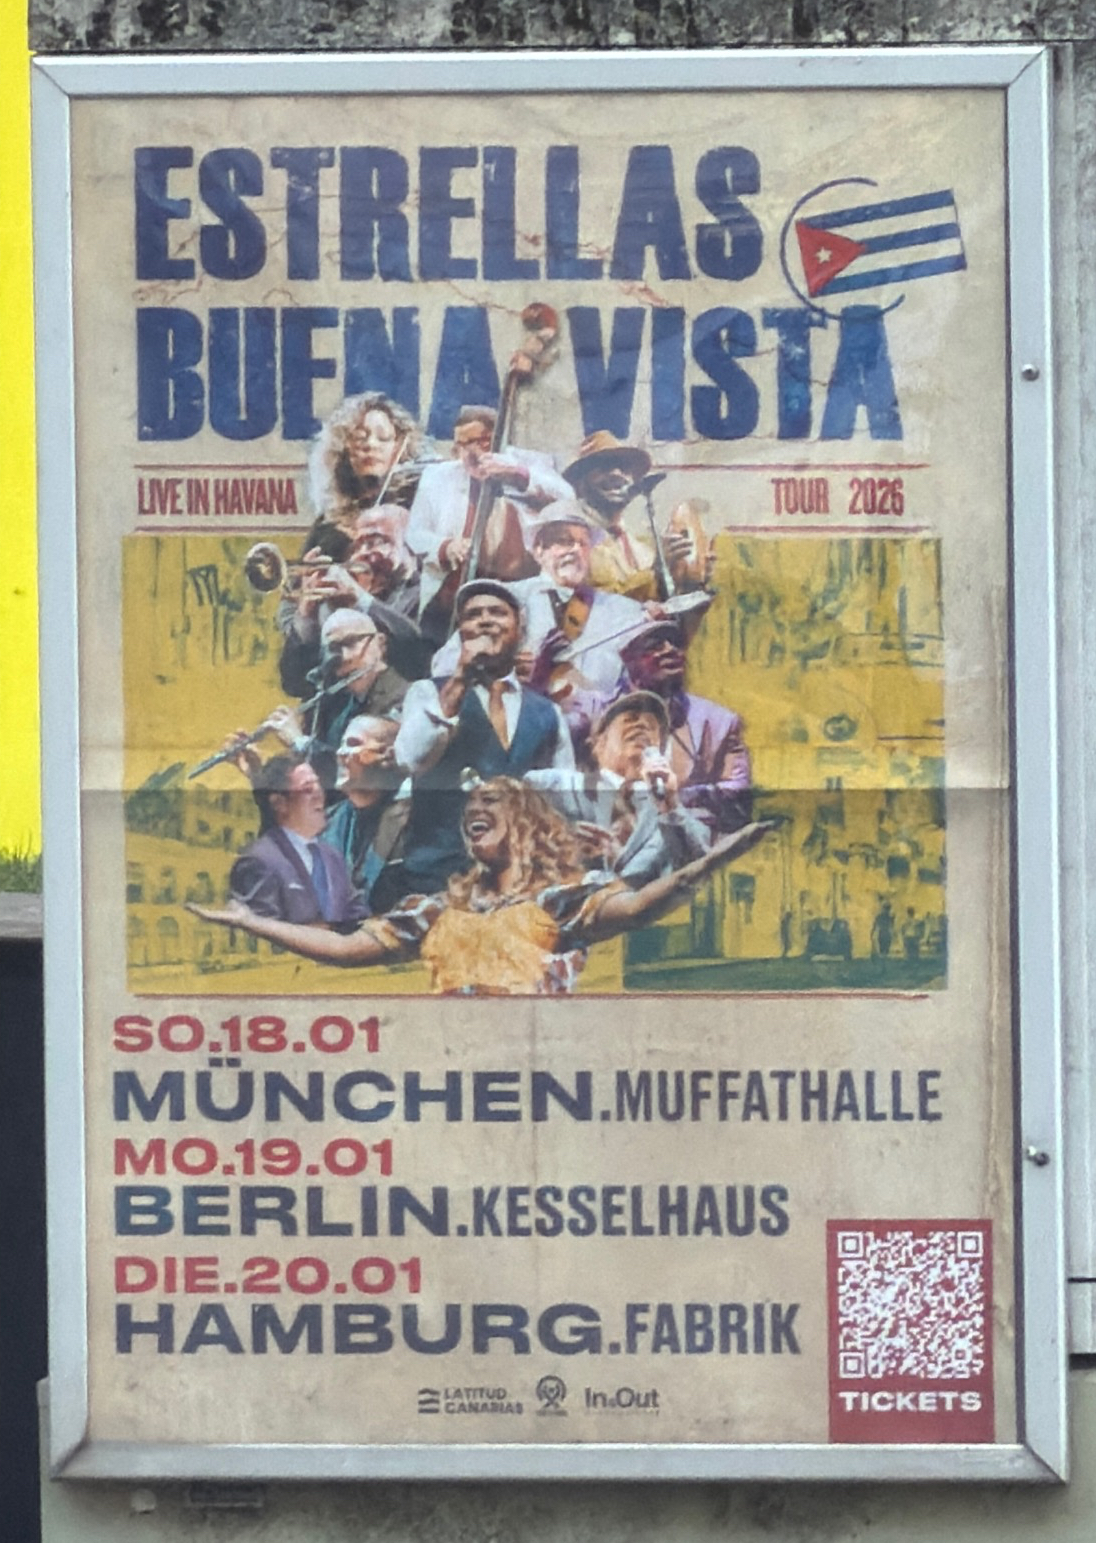 ESTRELLAS
BUENA VISTA
LIVE IN HAVANA
TOUR 2026
SO.18.01
MÜNCHEN.MUFFATHALLE
MO.19.01
BERLIN.KESSELHAUS
DIE.20.01
HAMBURG.FABRIK
LATITUD
CANARIAS
In&Out
TICKETS